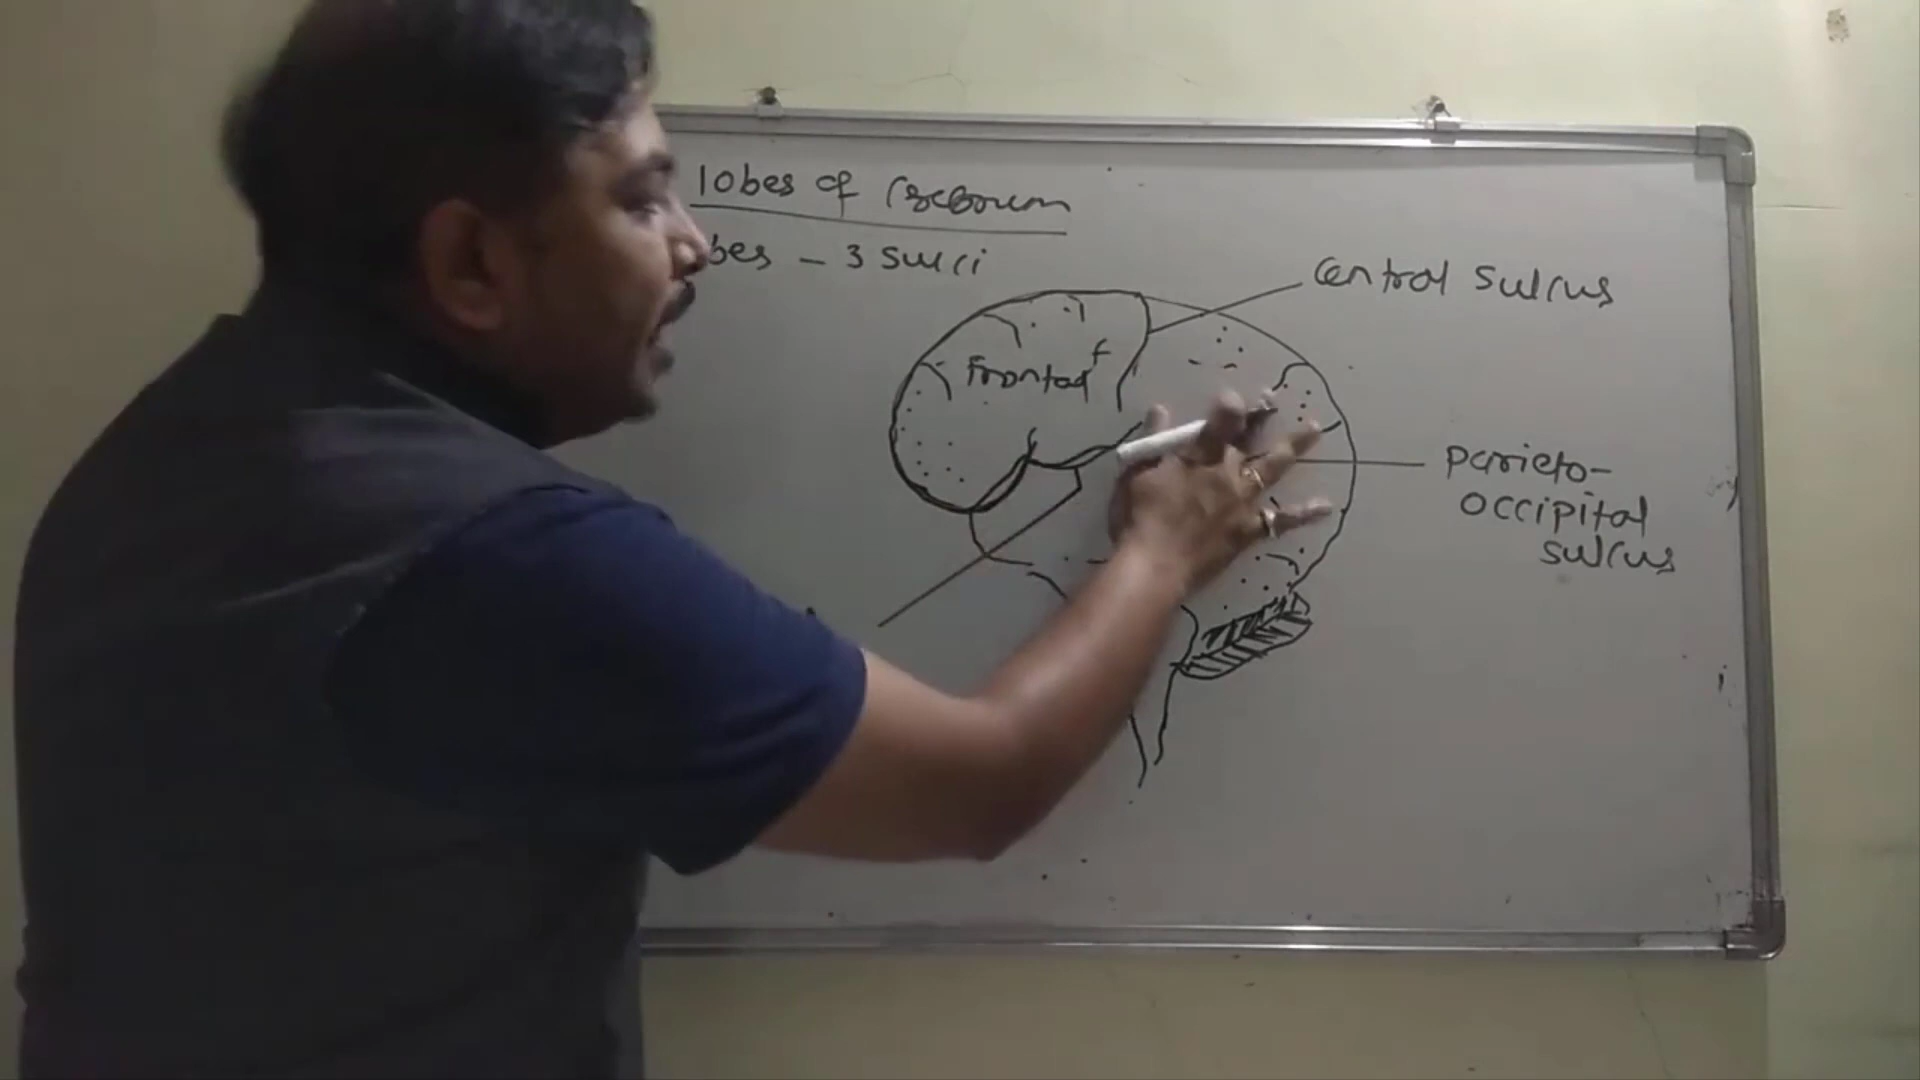 lobes of Cerebrum
bes - 3 sulci
Central sulcus
Frontal
parieto-
occipital
sulcus